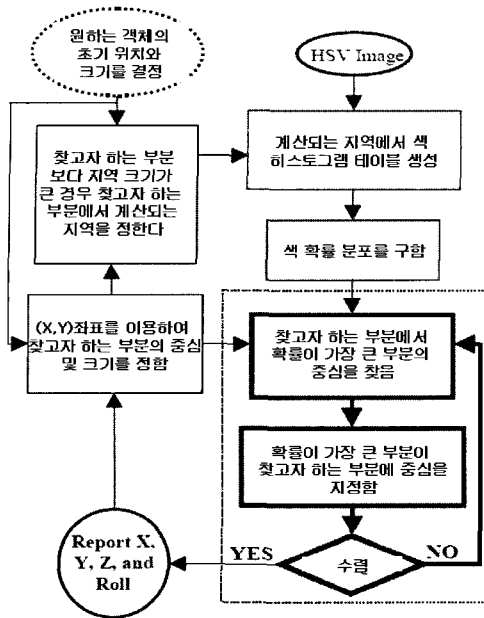 원하는 객체의
초기 위치와
크기를 결정
HSV Image
찾고자 하는 부분
보다 지역 크기가
큰 경우 찾고자 하는
부분에서 계산되는
지역을 정한다
계산되는 지역에서 색
히스토그램 테이블 생성
색 확률 분포를 구함
(X,Y)좌표를 이용하여
찾고자 하는 부분의 중심
및 크기를 정함
찾고자 하는 부분에서
확률이 가장 큰 부분의
중심을 찾음
확률이 가장 큰 부분이
찾고자 하는 부분에 중심을
지정함
Report X,
Y, Z, and
Roll
YES
수렴
NO